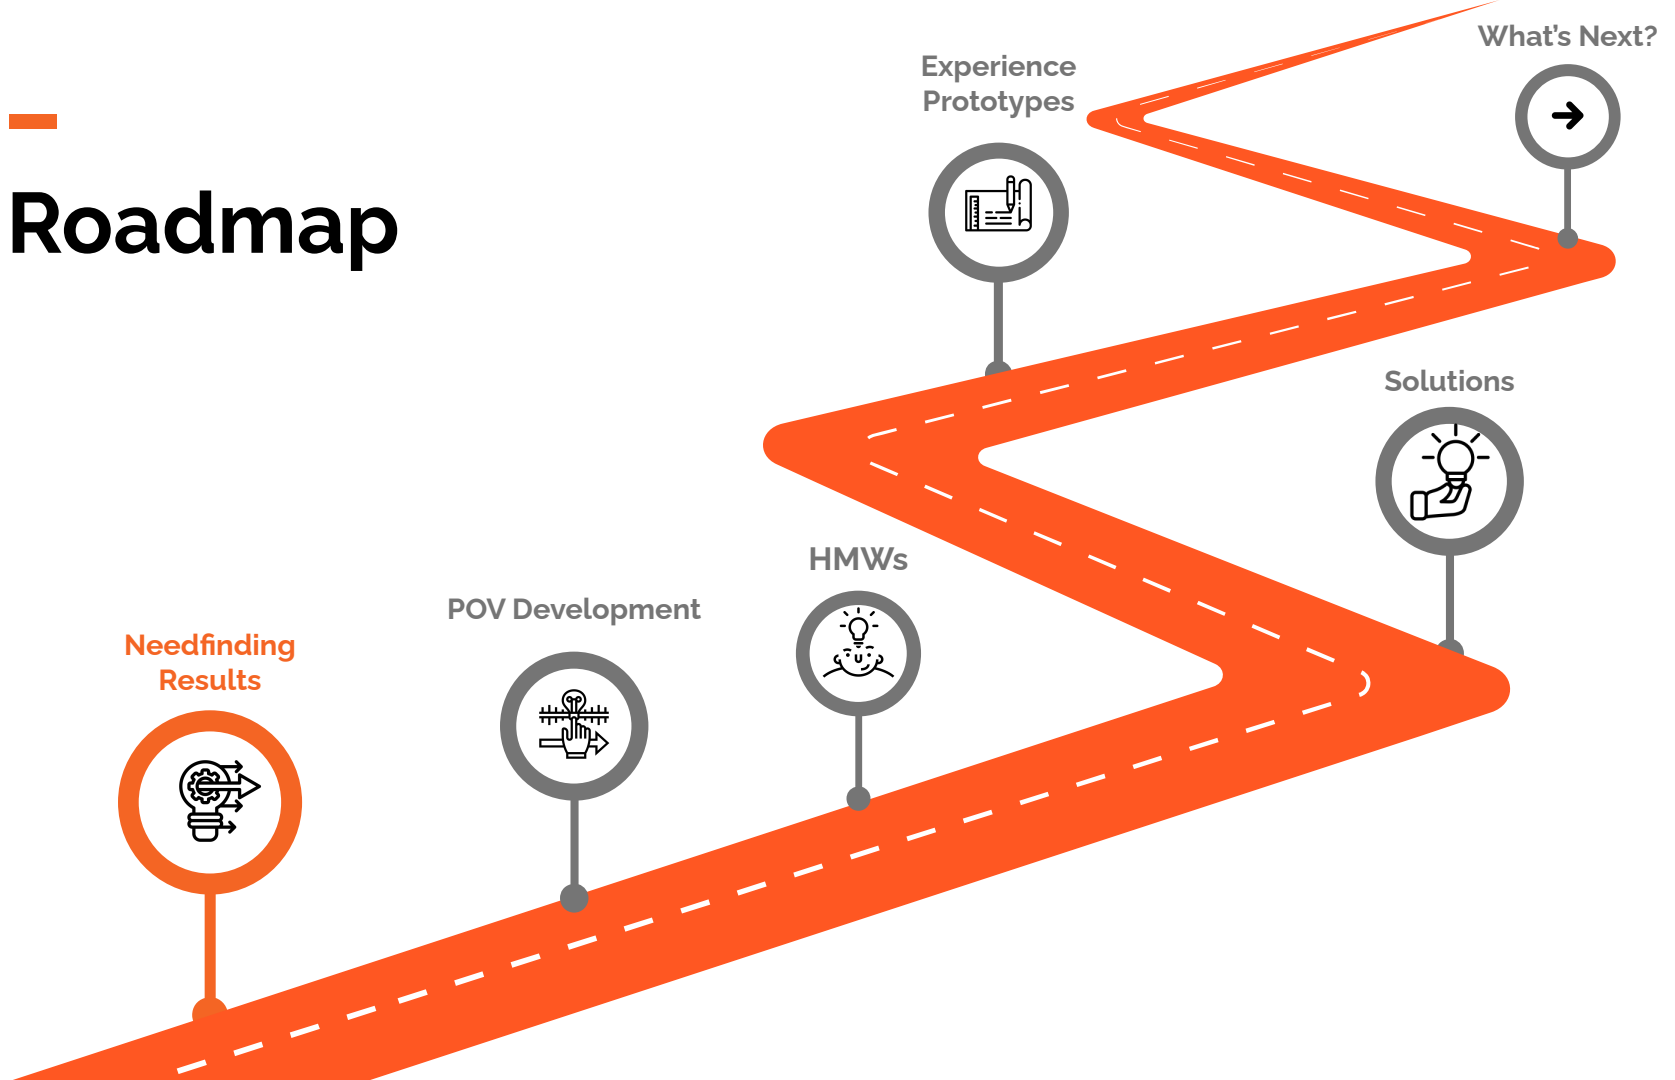 Roadmap
Needfinding
Results
POV Development
HMWs
Solutions
Experience
Prototypes
What's Next?